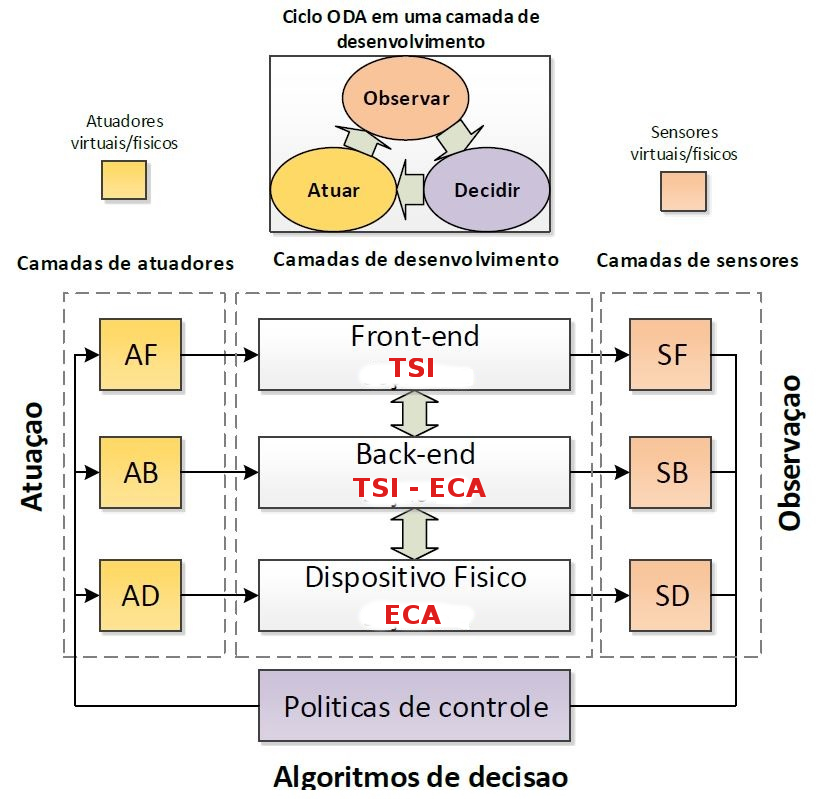 Ciclo ODA em uma camada de
desenvolvimento
Observar
Atuar
Decidir
Atuadores
virtuais/fisicos
Sensores
virtuais/fisicos
Camadas de atuadores
Camadas de desenvolvimento
Camadas de sensores
Atuaçao
AF
Front-end
TSI
SF
AB
Back-end
TSI - ECA
SB
AD
Dispositivo Fisico
ECA
SD
Observaçao
Politicas de controle
Algoritmos de decisao